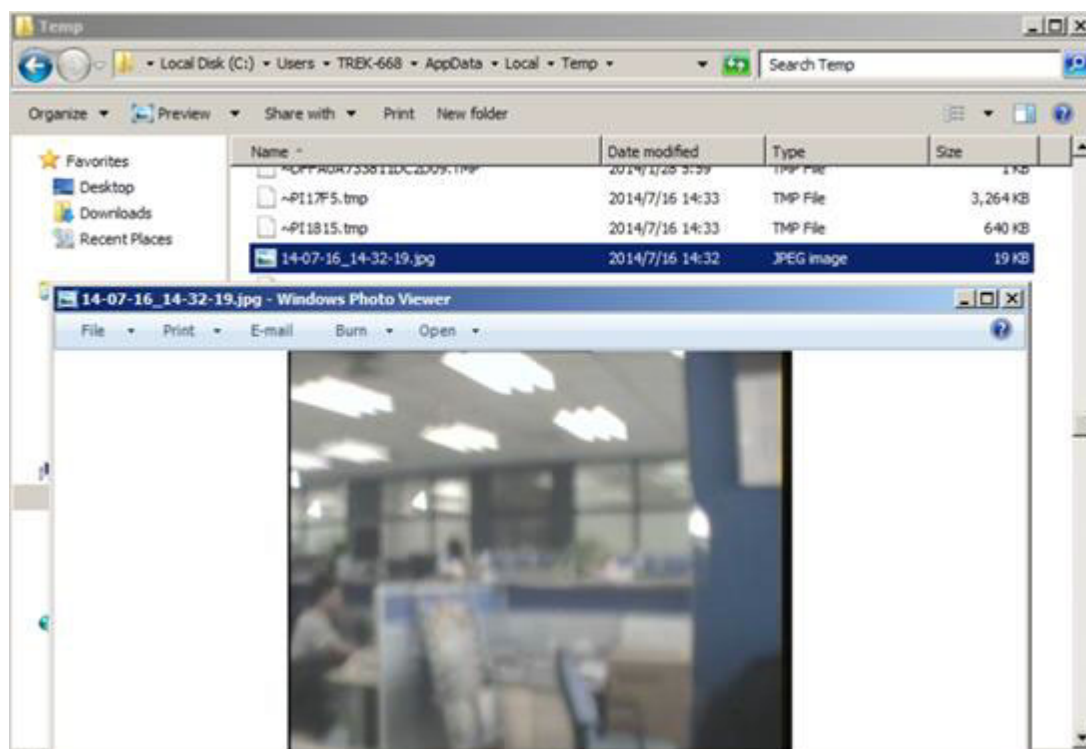 Temp
Local Disk (C:) Users TREK-668 AppData Local Temp
Search Temp
Organize Preview Share with Print New folder
Favorites
Desktop
Downloads
Recent Places
Name Date modified Type Size
~PI17F5.tmp 2014/7/16 14:33 TMP File 3,264 KB
~PI1815.tmp 2014/7/16 14:33 TMP File 640 KB
14-07-16_14-32-19.jpg 2014/7/16 14:32 JPEG image 19 KB
14-07-16_14-32-19.jpg - Windows Photo Viewer
File Print E-mail Burn Open